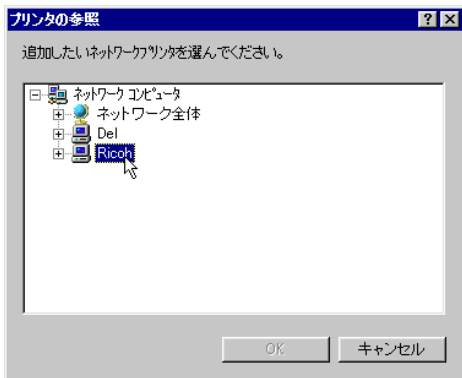 プリンタの参照
追加したいネットワークプリンタを選んでください。
ネットワーク コンピュータ
ネットワーク全体
Del
Ricoh
OK
キャンセル